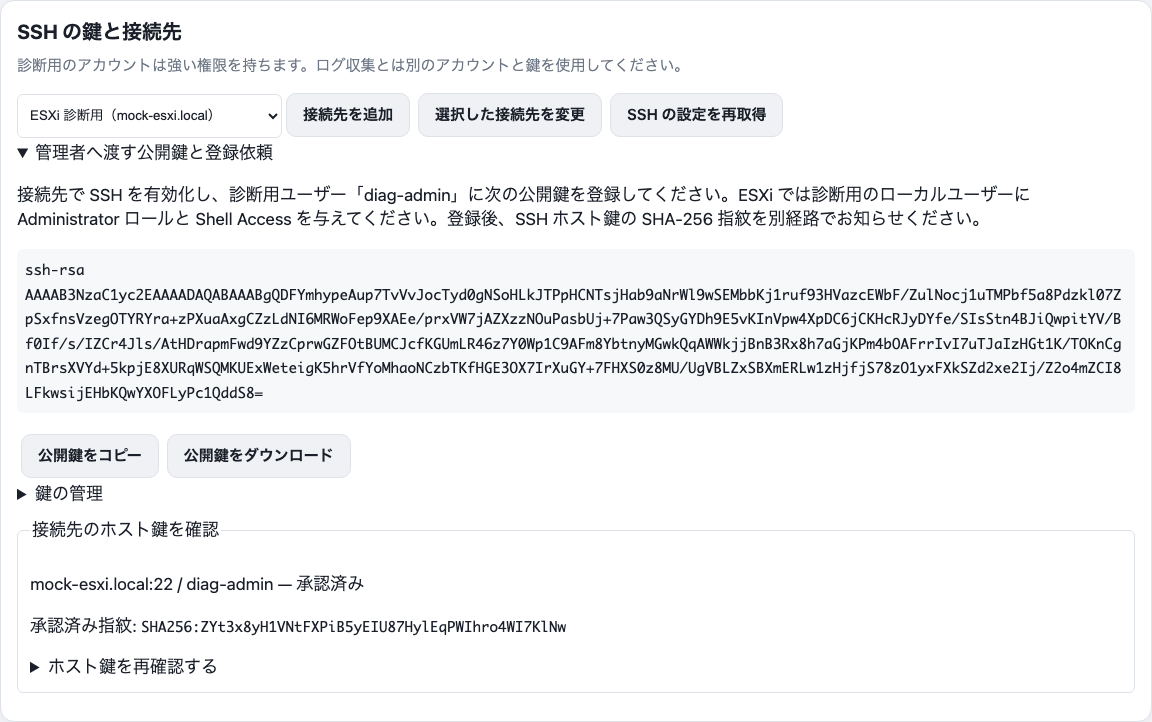 SSH の鍵と接続先
診断用のアカウントは強い権限を持ちます。ログ収集とは別のアカウントと鍵を使用してください。
ESXi 診断用（mock-esxi.local） 接続先を追加 選択した接続先を変更 SSH の設定を再取得
▼ 管理者へ渡す公開鍵と登録依頼
接続先で SSH を有効化し、診断用ユーザー「diag-admin」に次の公開鍵を登録してください。ESXi では診断用のローカルユーザーに
Administrator ロールと Shell Access を与えてください。登録後、SSH ホスト鍵の SHA-256 指紋を別経路でお知らせください。
ssh-rsa
AAAAB3NzaC1yc2EAAAADAQABAAABgQDFYmhypeAup7TvVvJocTyd0gNSoHLkJTPpHCNTsjHab9aNrWl9wSEMbbKj1ruf93HVazcEWbF/ZulNocj1uTMPbf5a8Pdzkl07Z
pSxfnsVzegOTYRYra+zPXuaAxgCZzLdNI6MRWoFep9XAEe/prxVW7jAZXzzNOuPasbUj+7Paw3QSyGYDh9E5vKInVpw4XpDC6jCKHcRJyDYfe/SIsStn4BJiQwpitYV/B
f0If/s/IZCr4Jls/AtHDrapmFwd9YZzCprwGZFOtBUMCJcfKGUmLR46z7Y0Wp1C9AFm8YbtnyMGwkQqAWWkjjBnB3Rx8h7aGjKPm4bOAFrrIvI7uTJaIzHGt1K/TOKnCg
nTBrsXVYd+5kpjE8XURqWSQMKUExWeteigK5hrVfYoMhaoNCzbTKfHGE3OX7IrXuGY+7FHXS0z8MU/UgVBLZxSBXmERLw1zHjfjS78zO1yxFXkSZd2xe2Ij/Z2o4mZCI8
LFkwsijEHbKQwYXOFLyPc1QddS8=
公開鍵をコピー 公開鍵をダウンロード
▶ 鍵の管理
接続先のホスト鍵を確認
mock-esxi.local:22 / diag-admin — 承認済み
承認済み指紋: SHA256:ZYt3x8yH1VNtFXPiB5yEIU87HylEqPWIhro4WI7KlNw
▶ ホスト鍵を再確認する